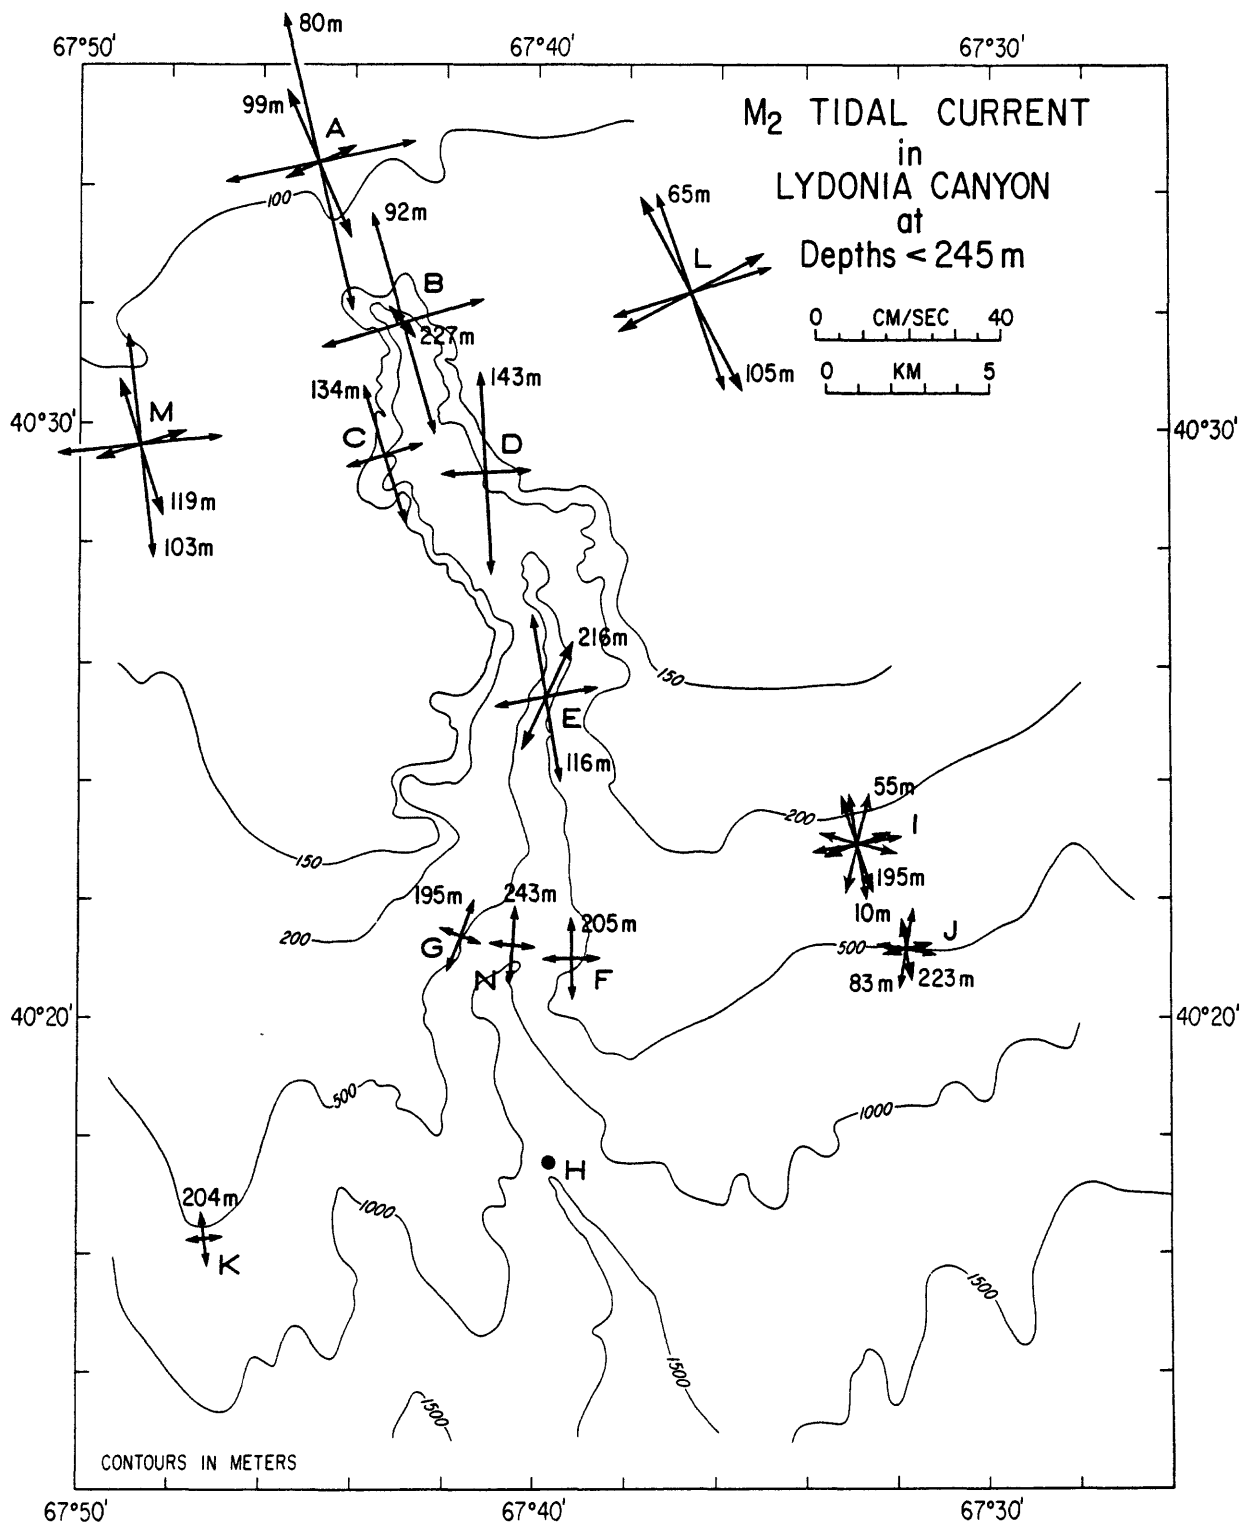 80m
67°50'
67°40'
67°30'
99m
A
M₂ TIDAL CURRENT
in
LYDONIA CANYON
at
Depths < 245m
100
92m
65m
L
B
0 CM/SEC 40
0 KM 5
227m
143m
105m
134m
40°30'
M
C
D
40°30'
119m
103m
216m
150
E
116m
55m
200
I
150
195m
195m
243m
10m
205m
200
G
N
F
500
J
83m
223m
40°20'
40°20'
500
1000
H
204m
1000
K
1500
1500
1500
CONTOURS IN METERS
67°50'
67°40'
67°30'